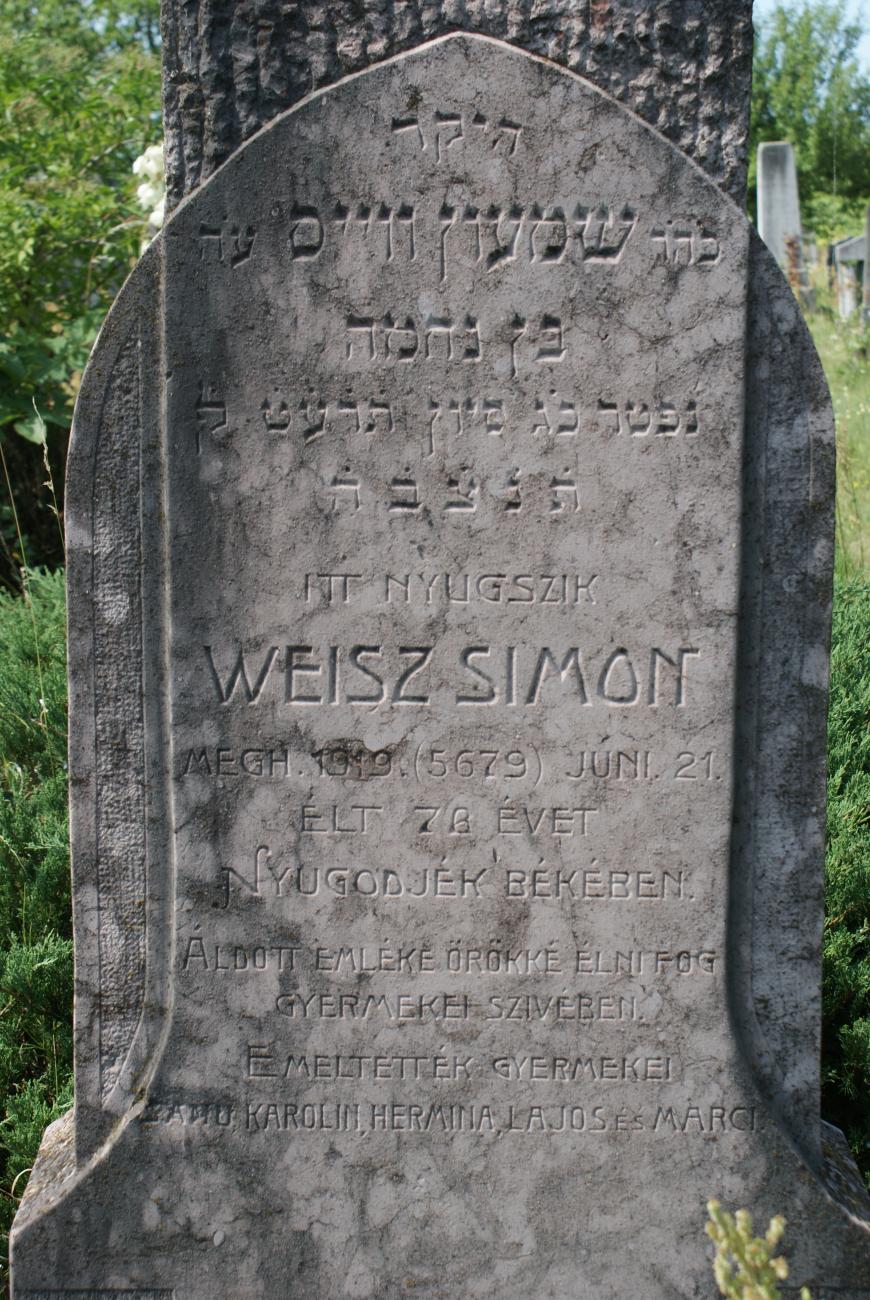 היקר
כהר שמעון ווייס עה
בן נחמה
נפטר כג סיון תרעט
ת נ צ ב ה
ITT NYUGSZIK
WEISZ SIMON
MEGH. 1919. (5679) JUNI. 21.
ÉLT 78 ÉVET
NYUGODJÉK BÉKÉBEN.
ÁLDOTT EMLÉKE ÖRÖKKÉ ÉLNI FOG
GYERMEKEI SZIVÉBEN.
EMELTETTÉK GYERMEKEI
SAMU, KAROLIN, HERMINA, LAJOS ÉS MARCI.